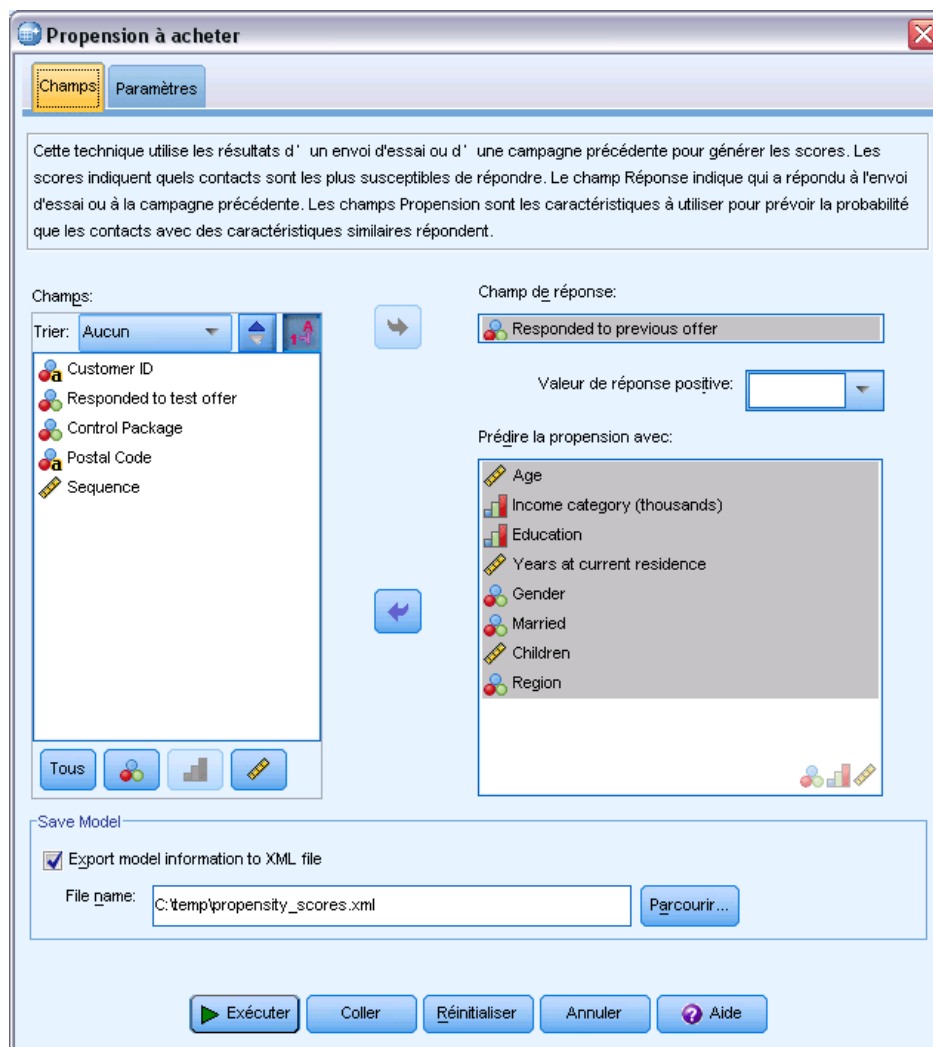 Propension à acheter
Champs Paramètres
Cette technique utilise les résultats d' un envoi d'essai ou d' une campagne précédente pour générer les scores. Les
scores indiquent quels contacts sont les plus susceptibles de répondre. Le champ Réponse indique qui a répondu à l'envoi
d'essai ou à la campagne précédente. Les champs Propension sont les caractéristiques à utiliser pour prévoir la probabilité
que les contacts avec des caractéristiques similaires répondent.
Champs:
Trier: Aucun
Customer ID
Responded to test offer
Control Package
Postal Code
Sequence
Tous
Champ de réponse:
Responded to previous offer
Valeur de réponse positive:
Prédire la propension avec:
Age
Income category (thousands)
Education
Years at current residence
Gender
Married
Children
Region
Save Model
Export model information to XML file
File name: C:\temp\propensity_scores.xml Parcourir...
Exécuter Coller Réinitialiser Annuler Aide